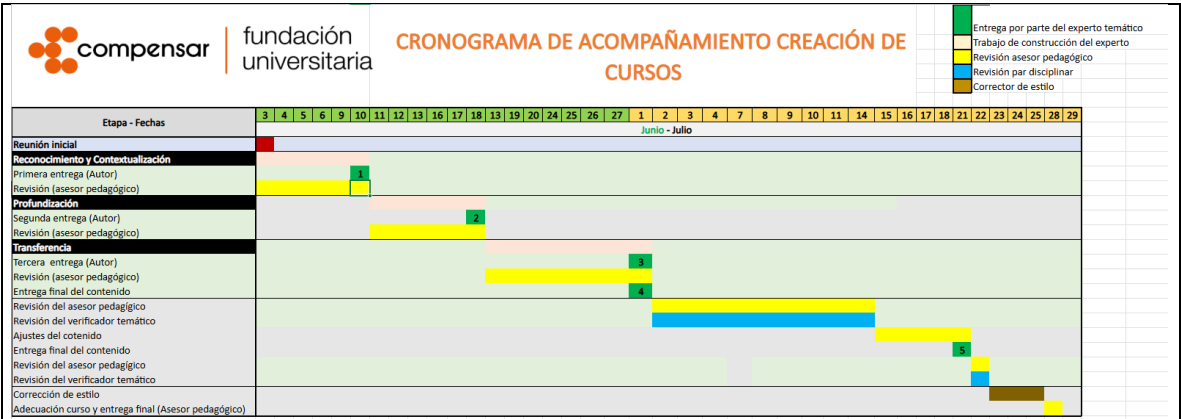 compensar
fundación
universitaria
CRONOGRAMA DE ACOMPAÑAMIENTO CREACIÓN DE
CURSOS
Entrega por parte del experto temático
Trabajo de construcción del experto
Revisión asesor pedagógico
Revisión par disciplinar
Corrector de estilo
Etapa - Fechas
3 4 5 6 9 10 11 12 13 16 17 18 13 19 20 24 25 26 27 1 2 3 4 7 8 9 10 11 14 15 16 17 18 21 22 23 24 25 28 29
Junio - Julio
Reunión inicial
Reconocimiento y Contextualización
Primera entrega (Autor) 1
Revisión (asesor pedagógico)
Profundización
Segunda entrega (Autor) 2
Revisión (asesor pedagógico)
Transferencia
Tercera entrega (Autor) 3
Revisión (asesor pedagógico)
Entrega final del contenido 4
Revisión del asesor pedagígico
Revisión del verificador temático
Ajustes del cotenido
Entrega final del contenido 5
Revisión del asesor pedagígico
Revisión del verificador temático
Corrección de estilo
Adecuación curso y entrega final (Asesor pedagógico)